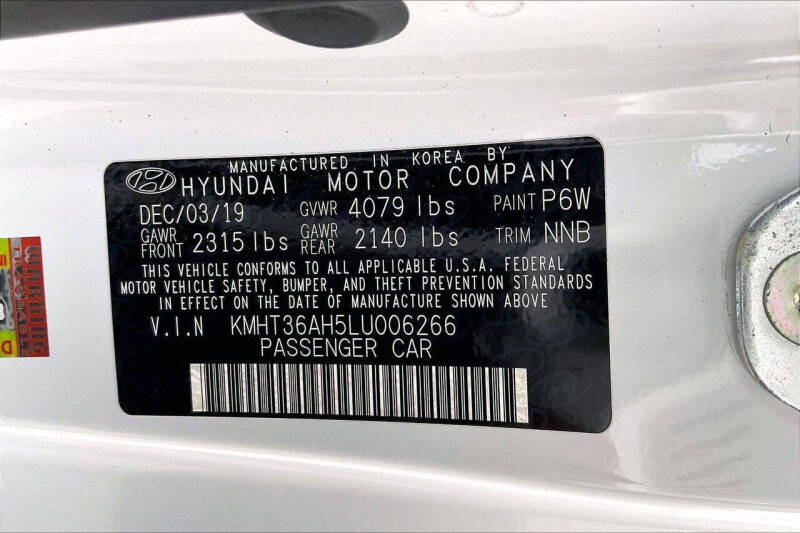 MANUFACTURED IN KOREA BY
HYUNDAI MOTOR COMPANY
DEC/03/19 GVWR 4079 lbs PAINT P6W
GAWR FRONT 2315 lbs GAWR REAR 2140 lbs TRIM NNB
THIS VEHICLE CONFORMS TO ALL APPLICABLE U.S.A. FEDERAL
MOTOR VEHICLE SAFETY, BUMPER, AND THEFT PREVENTION STANDARDS
IN EFFECT ON THE DATE OF MANUFACTURE SHOWN ABOVE
V.I.N KMHT36AH5LU006266
PASSENGER CAR
WARNING